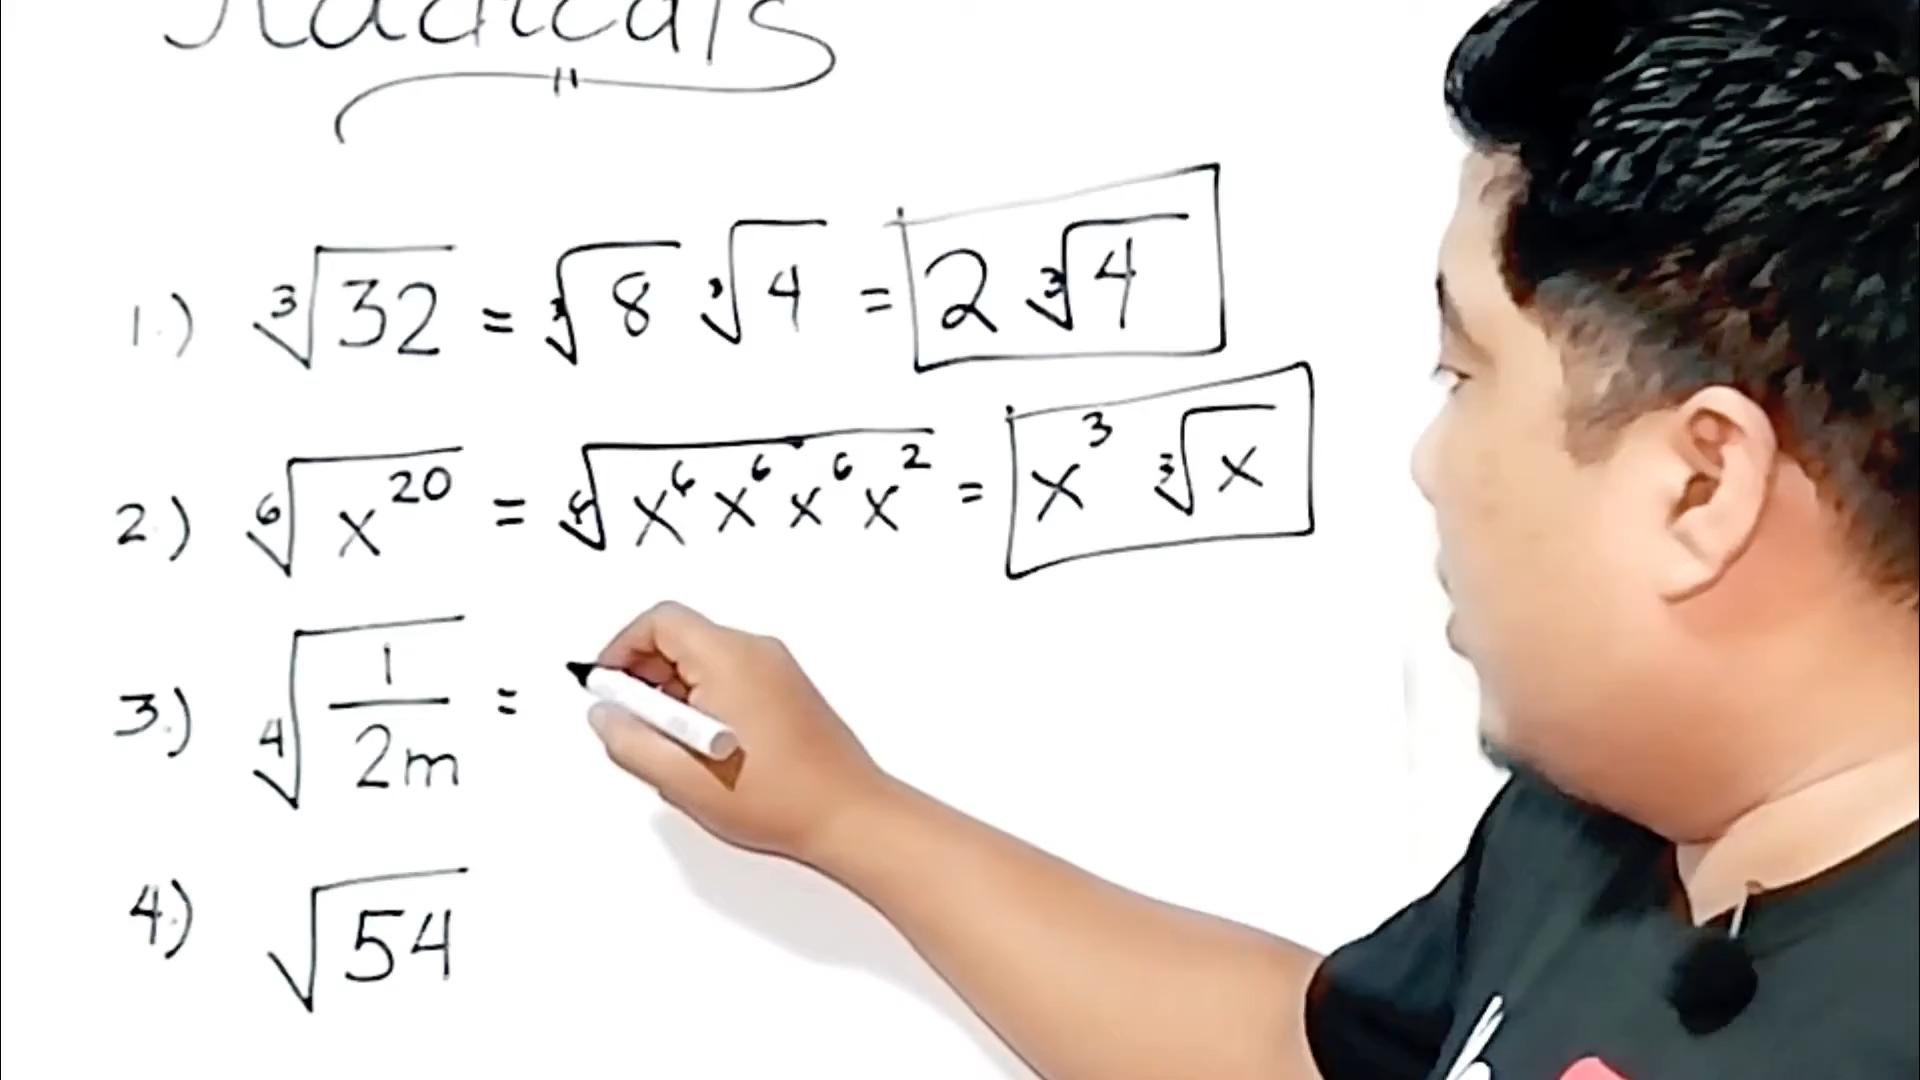 Radicals
1.) ∛32 = ∛8 ∛4 = 2 ∛4
2.) ⁶√x²⁰ = ⁶√x⁶x⁶x⁶x² = x³ ∛x
3.) ⁴√(1/2m) =
4.) √54